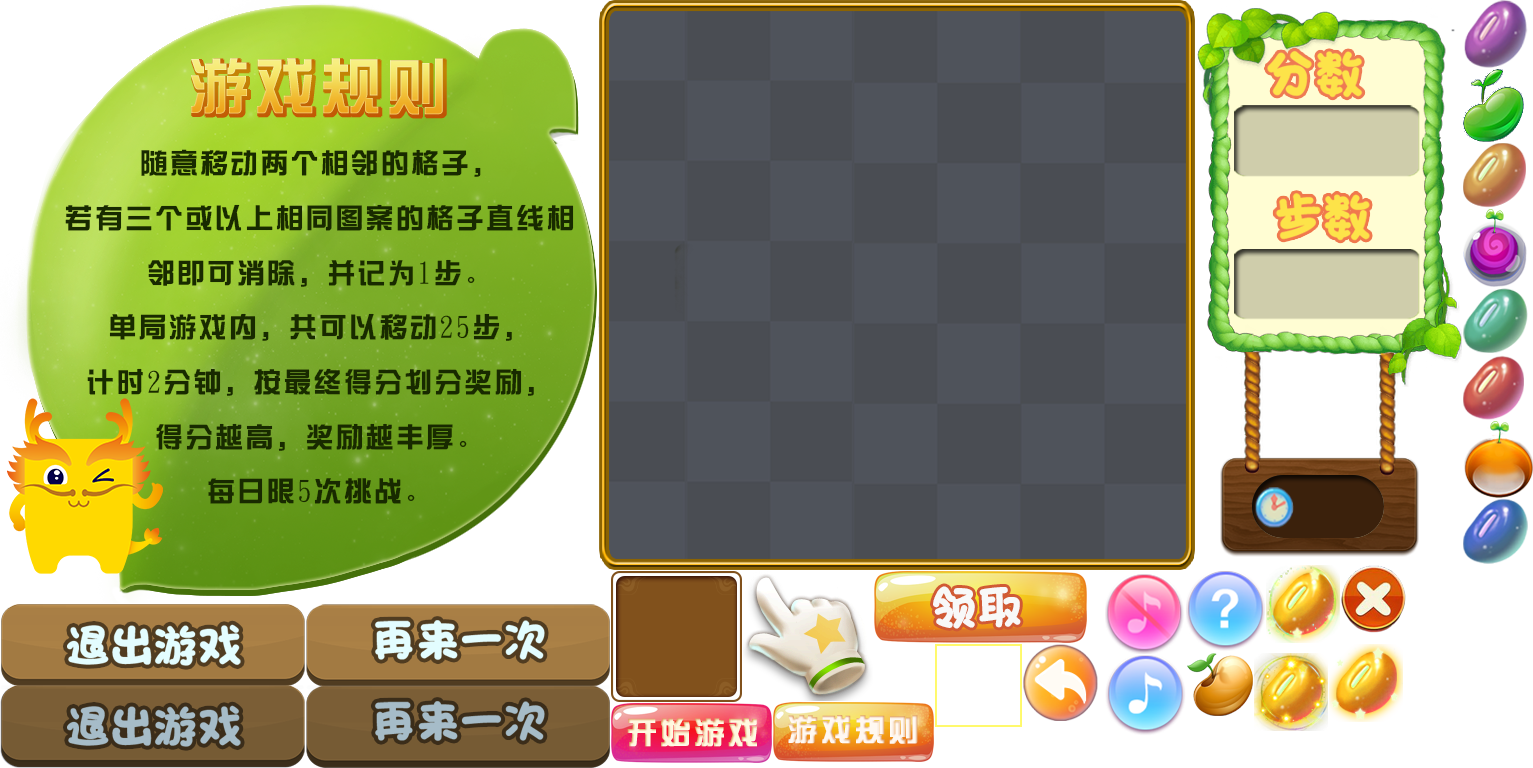 游戏规则
随意移动两个相邻的格子，
若有三个或以上相同图案的格子直线相
邻即可消除，并记为1步。
单局游戏内，共可以移动25步，
计时2分钟，按最终得分划分奖励，
得分越高，奖励越丰厚。
每日限5次挑战。
分数
步数
退出游戏
再来一次
退出游戏
再来一次
领取
?
开始游戏
游戏规则